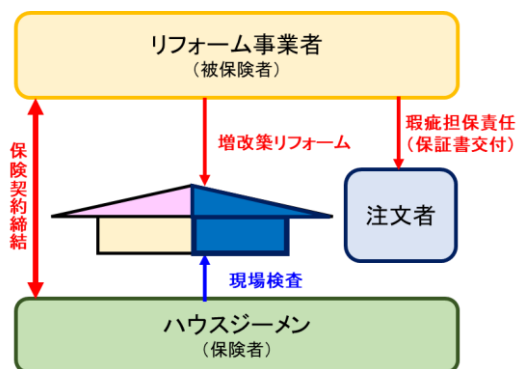 リフォーム事業者
（被保険者）
保険契約締結
増改築リフォーム
瑕疵担保責任
（保証書交付）
注文者
現場検査
ハウスジーメン
（保険者）